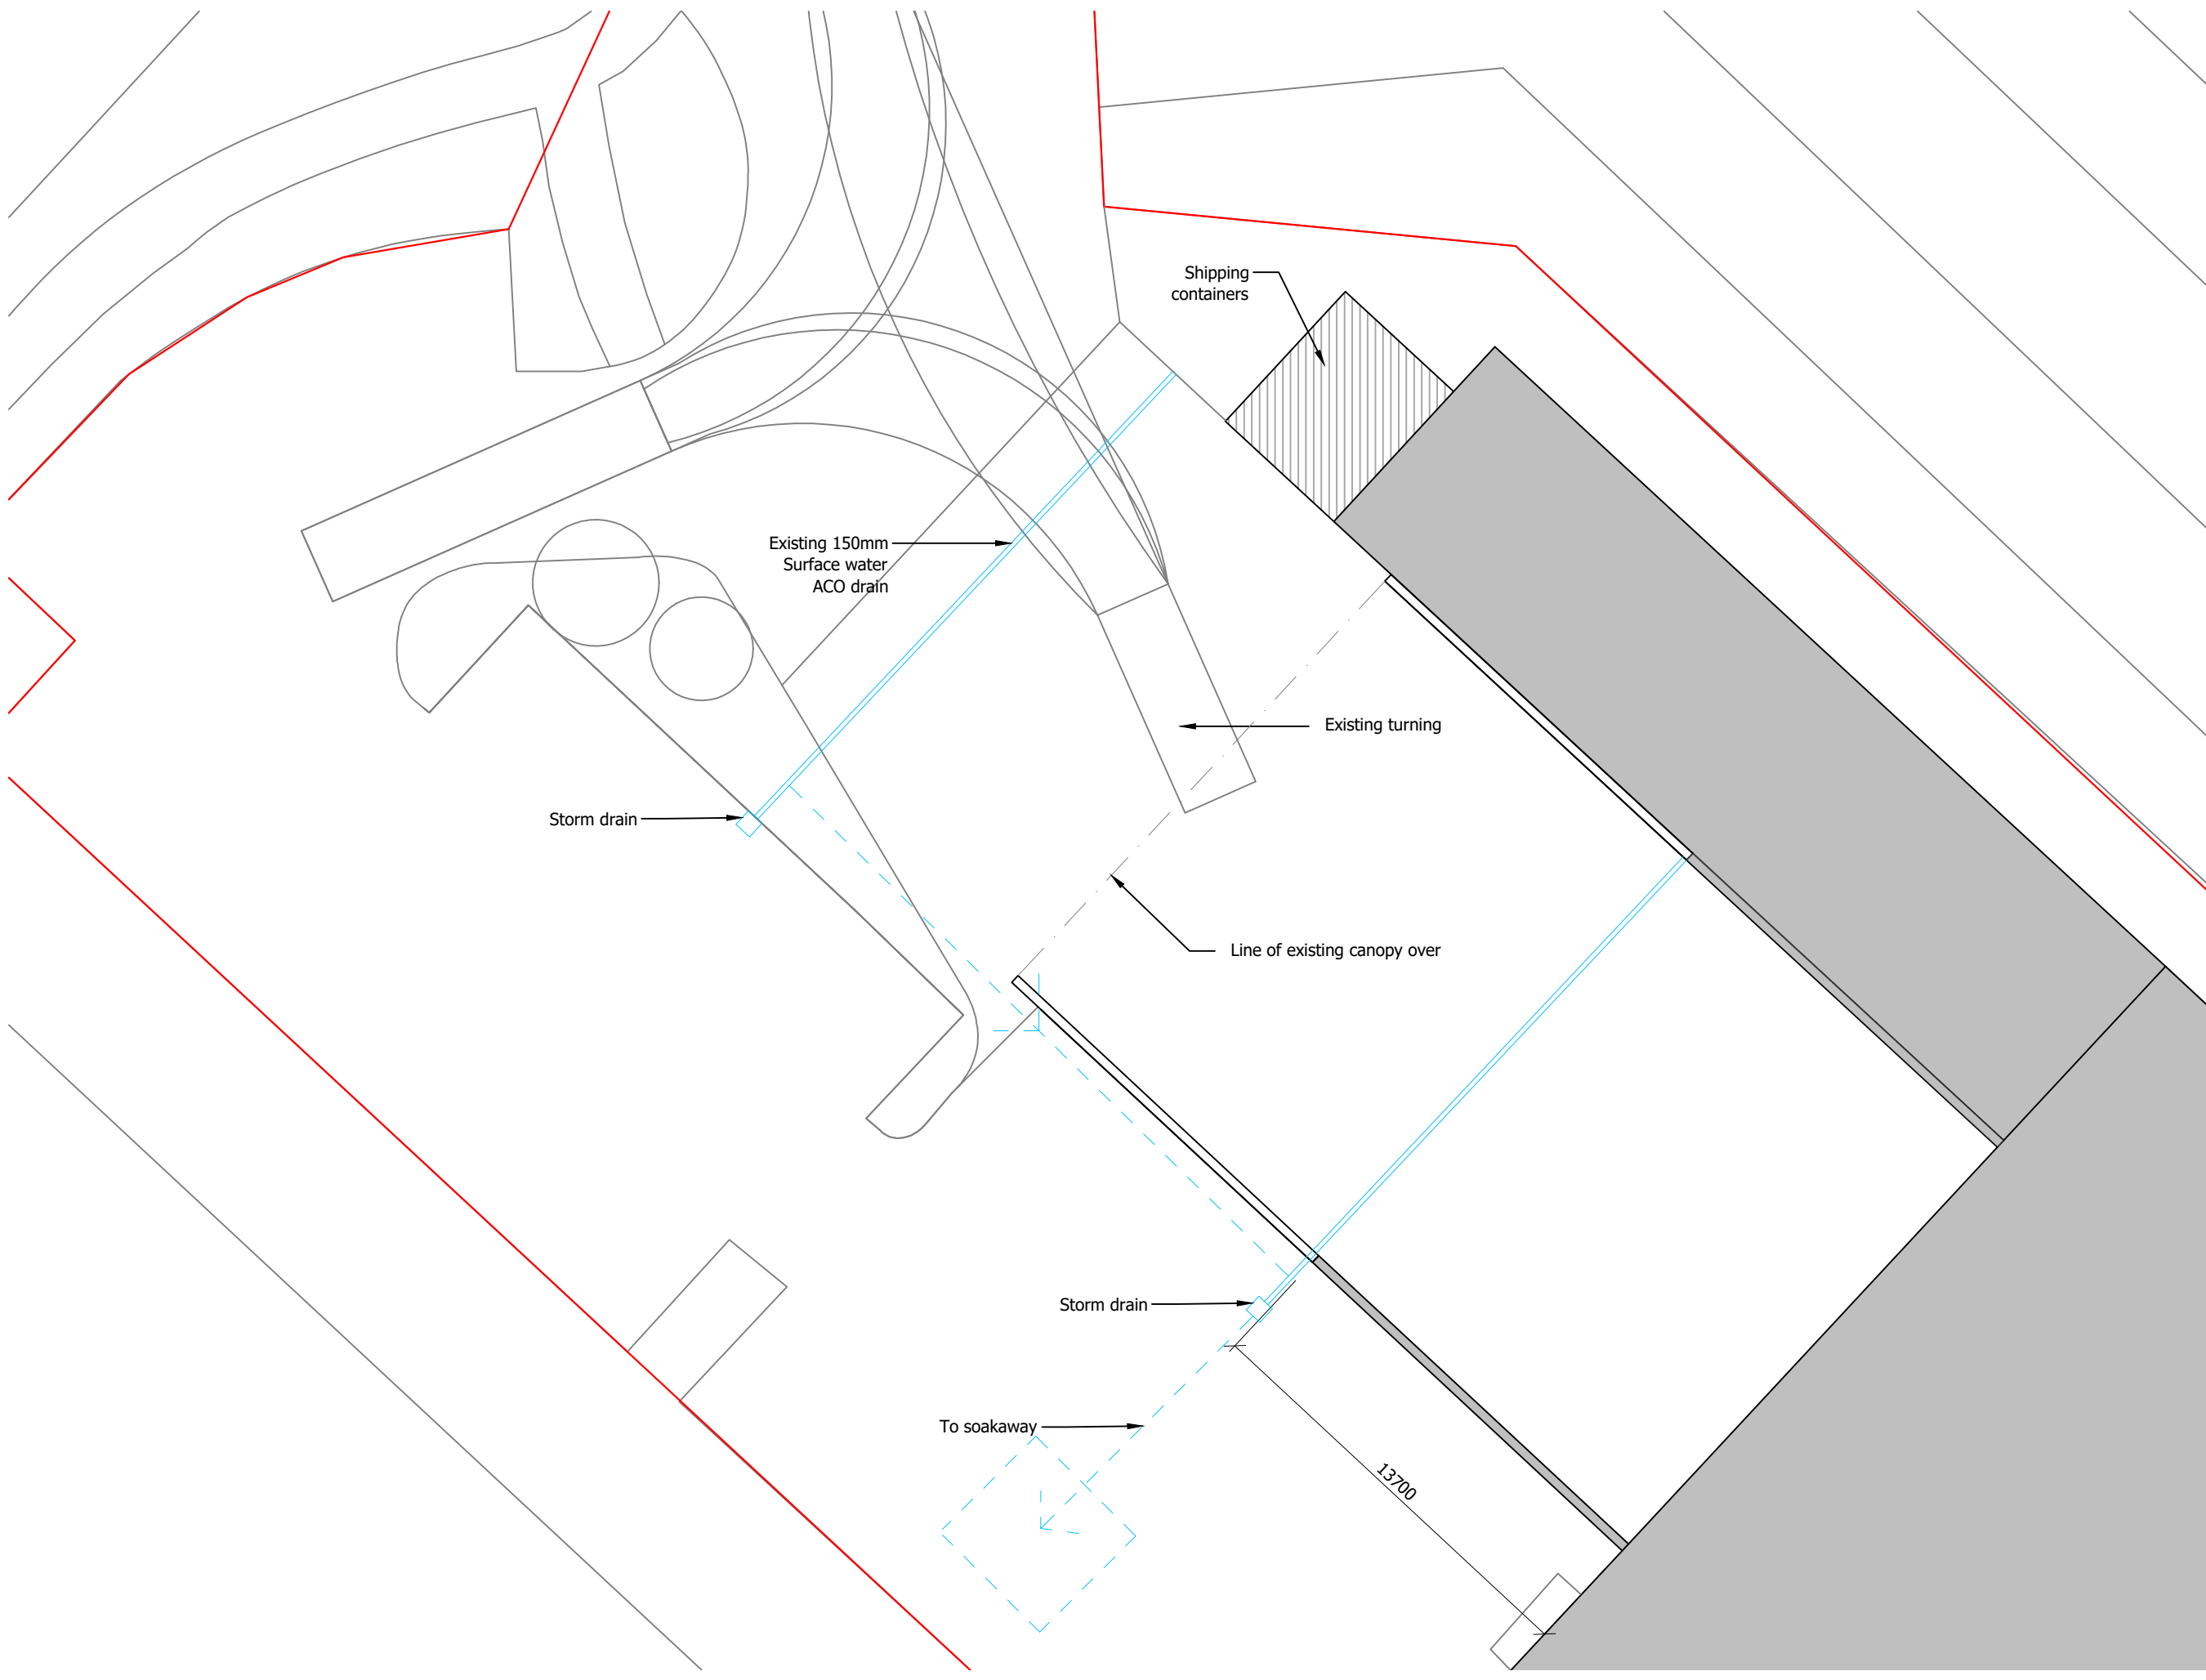 Shipping
containers
Existing 150mm
Surface water
ACO drain
Existing turning
Storm drain
Line of existing canopy over
Storm drain
To soakaway
13700